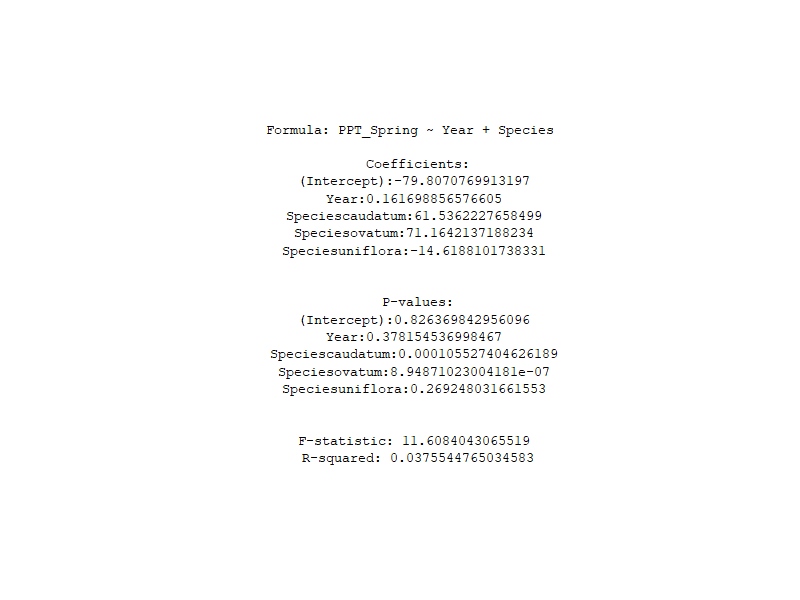 Formula: PPT_Spring ~ Year + Species
Coefficients:
(Intercept):-79.8070769913197
Year:0.161698856576605
Speciescaudatum:61.5362227658499
Speciesovatum:71.1642137188234
Speciesuniflora:-14.6188101738331
P-values:
(Intercept):0.826369842956096
Year:0.378154536998467
Speciescaudatum:0.000105527404626189
Speciesovatum:8.94871023004181e-07
Speciesuniflora:0.269248031661553
F-statistic: 11.6084043065519
R-squared: 0.0375544765034583